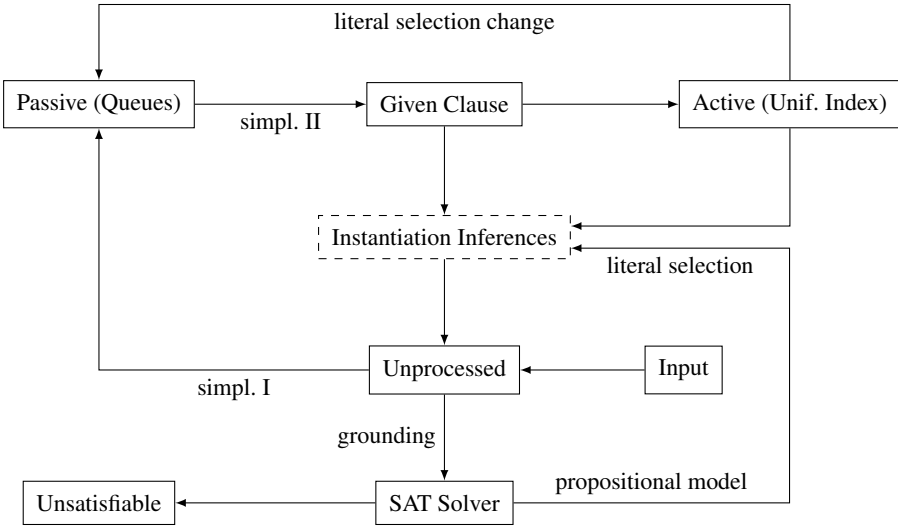 literal selection change
Passive (Queues)
simpl. II
Given Clause
Active (Unif. Index)
Instantiation Inferences
literal selection
Unprocessed
Input
simpl. I
grounding
Unsatisfiable
SAT Solver
propositional model